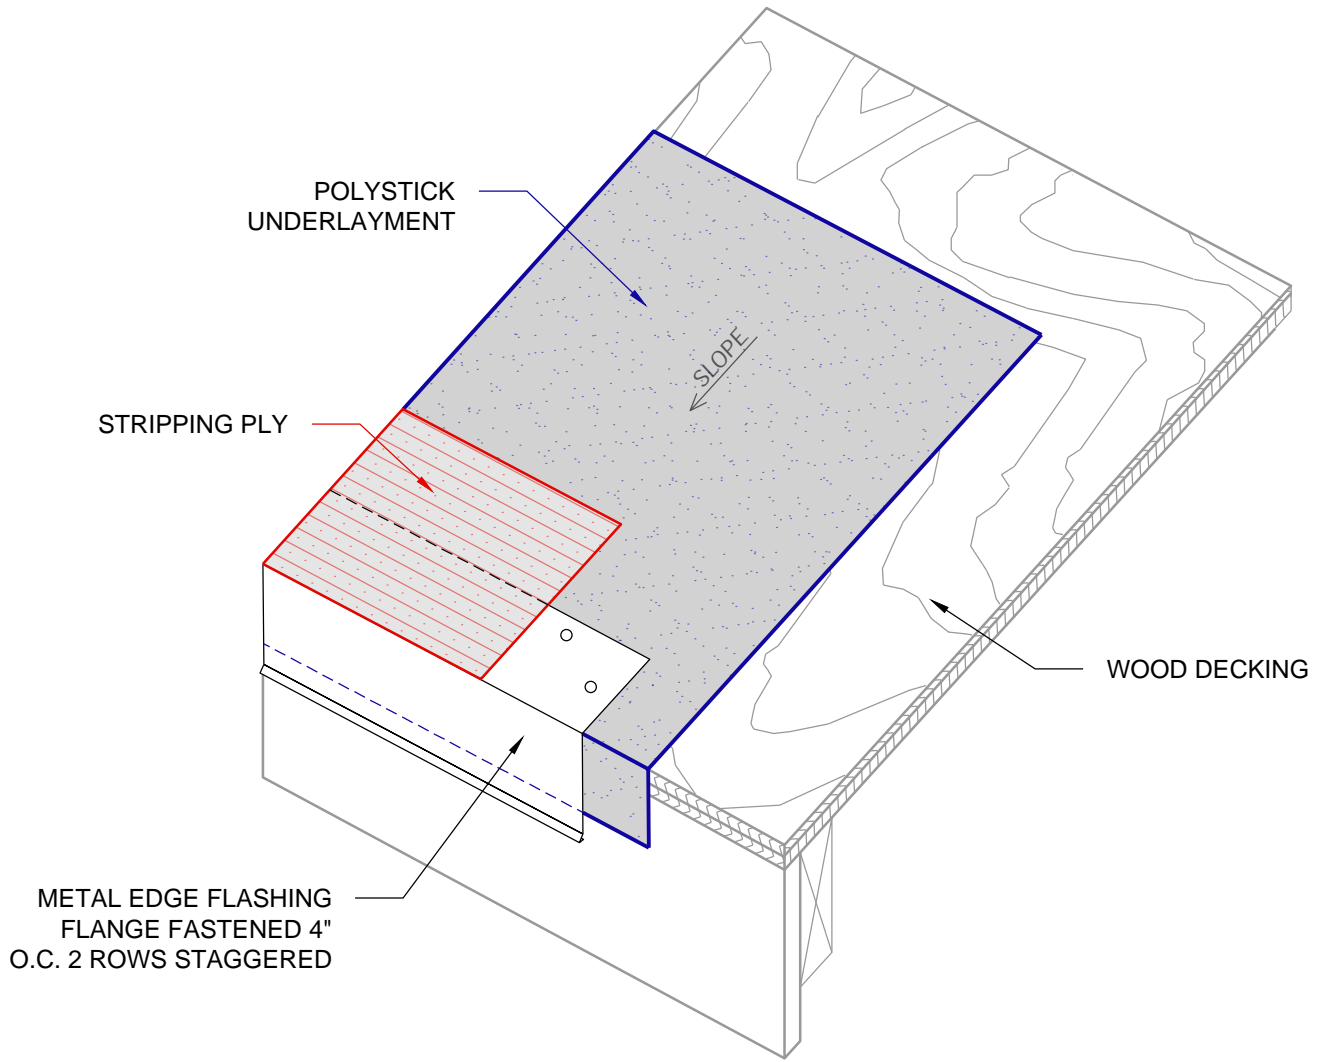 POLYSTICK
UNDERLAYMENT
SLOPE
STRIPPING PLY
WOOD DECKING
METAL EDGE FLASHING
FLANGE FASTENED 4"
O.C. 2 ROWS STAGGERED